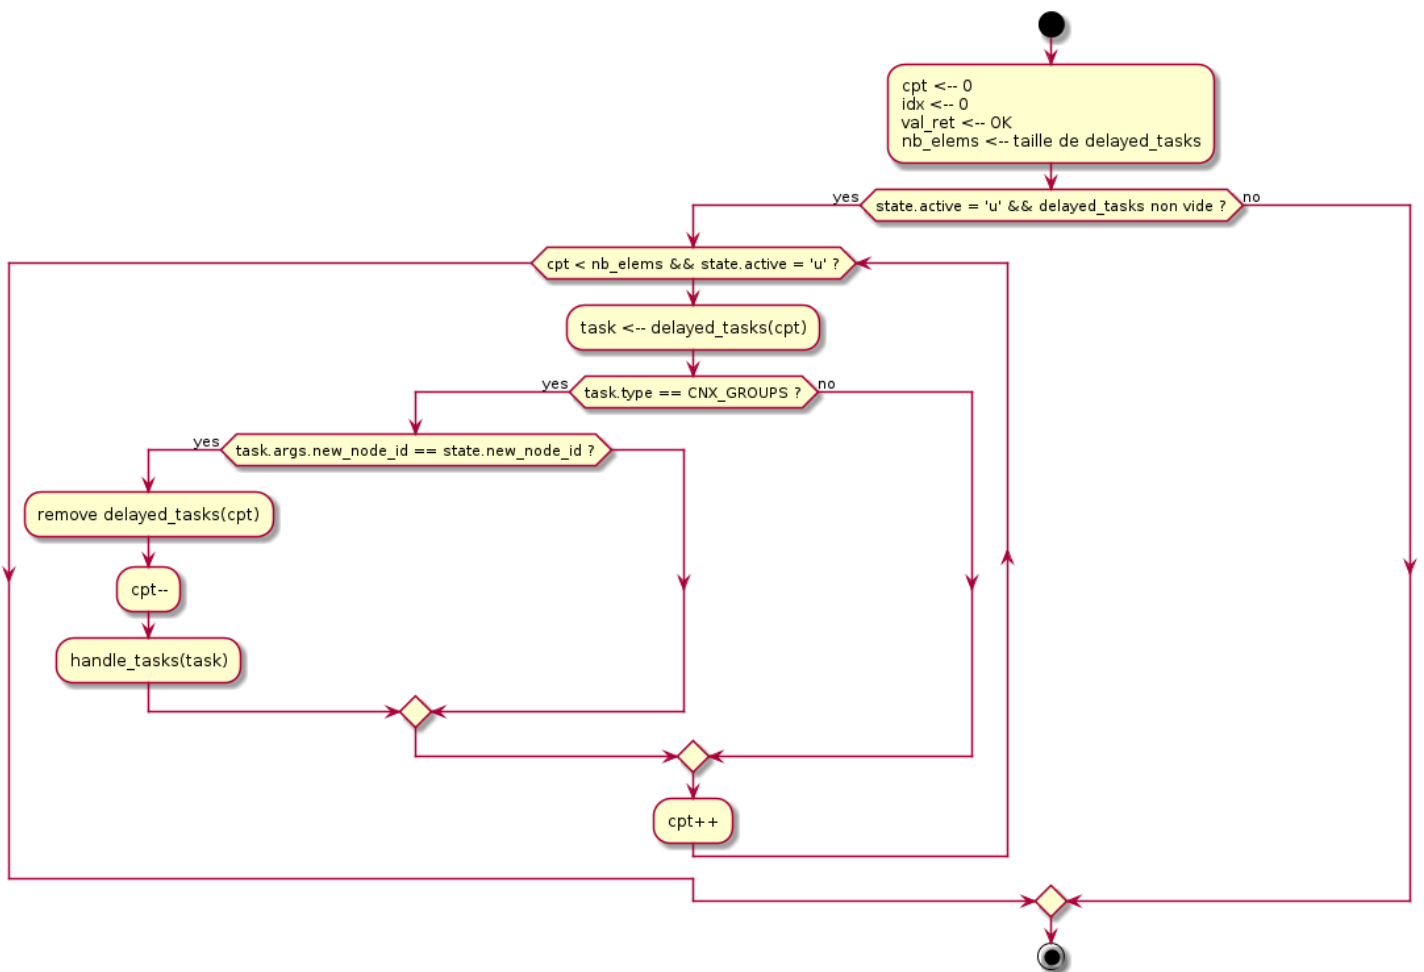 cpt <-- 0
idx <-- 0
val_ret <-- OK
nb_elems <-- taille de delayed_tasks
yes
state.active = 'u' && delayed_tasks non vide ?
no
cpt < nb_elems && state.active = 'u' ?
task <-- delayed_tasks(cpt)
yes
task.type == CNX_GROUPS ?
no
yes
task.args.new_node_id == state.new_node_id ?
remove delayed_tasks(cpt)
cpt--
handle_tasks(task)
cpt++